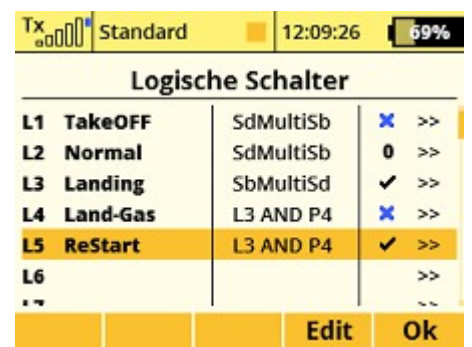 Tx Standard 12:09:26 69%
Logische Schalter
L1 TakeOFF SdMultiSb >>
L2 Normal SdMultiSb 0 >>
L3 Landing SbMultiSd >>
L4 Land-Gas L3 AND P4 >>
L5 ReStart L3 AND P4 >>
L6 >>
Edit Ok